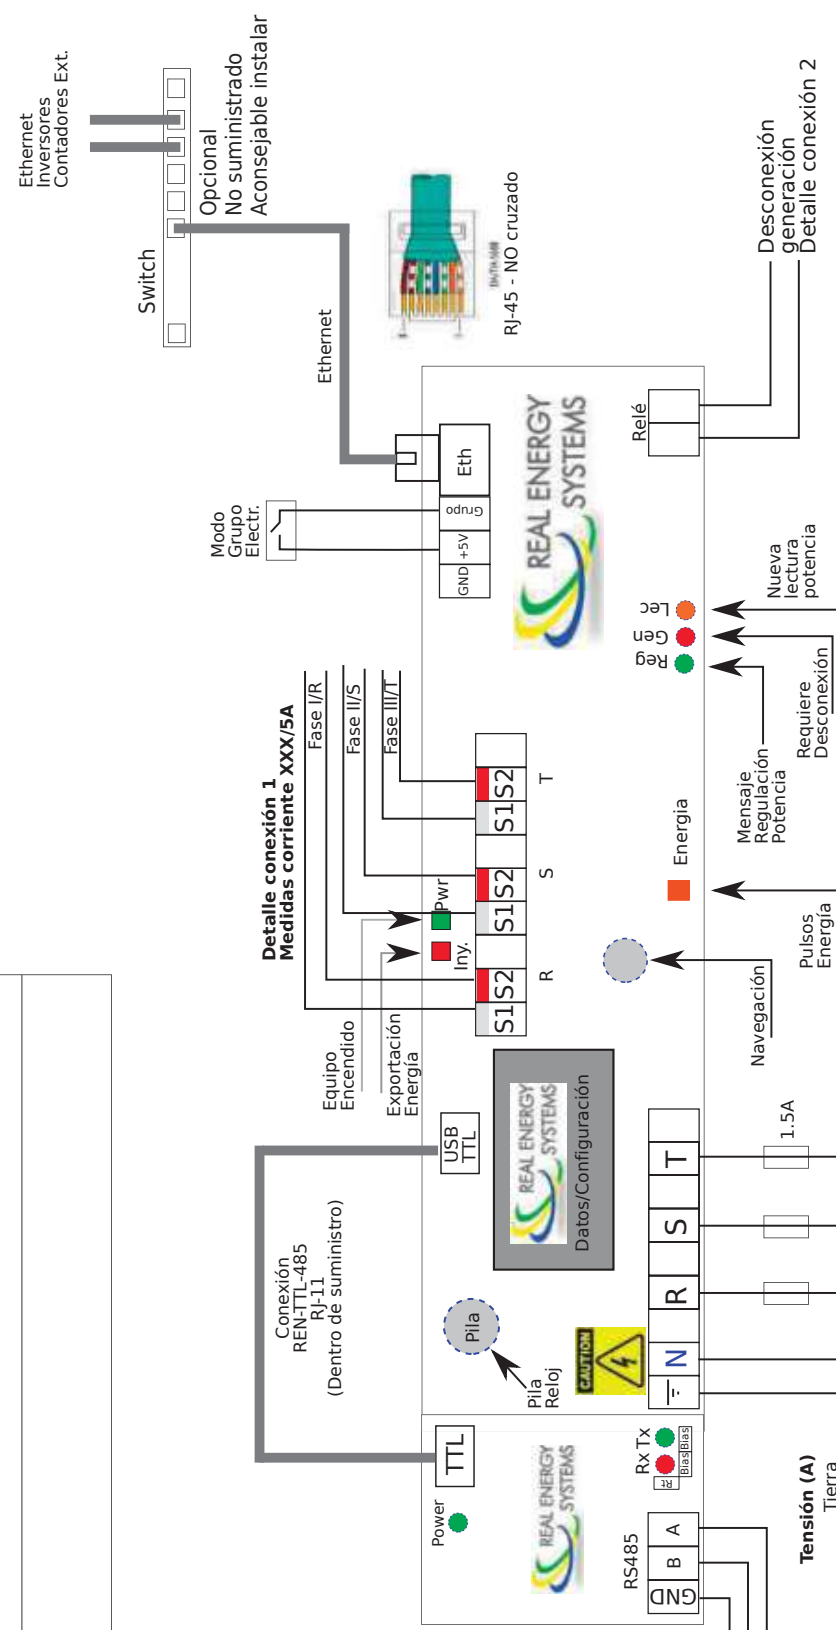 Ethernet
Inversores
Contadores Ext.
Switch
Opcional
No suministrado
Aconsejable instalar
Ethernet
RJ-45 - NO cruzado
Desconexión
generación
Detalle conexión 2
Modo
Grupo
Electr.
GND
+5V
Grupo
Eth
REAL ENERGY
SYSTEMS
Relé
Lec
Gen
Reg
Nueva
lectura
potencia
Requiere
Desconexión
Mensaje
Regulación
Potencia
Detalle conexión 1
Medidas corriente XXX/5A
Fase I/R
Fase II/S
Fase III/T
S1
S2
R
S1
S2
S
S1
S2
T
Iny.
Pwr
Equipo
Encendido
Exportación
Energía
Energia
Pulsos
Energía
Navegación
USB
TTL
REAL ENERGY
SYSTEMS
Datos/Configuración
Conexión
REN-TTL-485
RJ-11
(Dentro de suministro)
Pila
Pila
Reloj
CAUTION
N
R
S
T
1.5A
TTL
Power
REAL ENERGY
SYSTEMS
Rx Tx
Rt
Bias
Bias
RS485
GND
B
A
Tensión (A)
Tierra